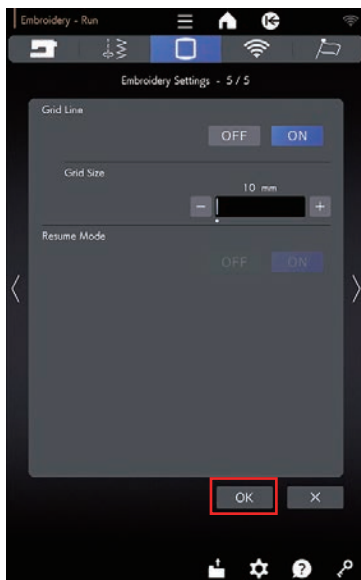 Embroidery - Run
Embroidery Settings - 5 / 5
Grid Line
OFF ON
Grid Size
10 mm
− +
Resume Mode
OFF ON
OK ×